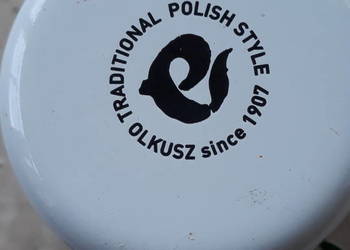 TRADITIONAL POLISH STYLE
OLKUSZ since 1907